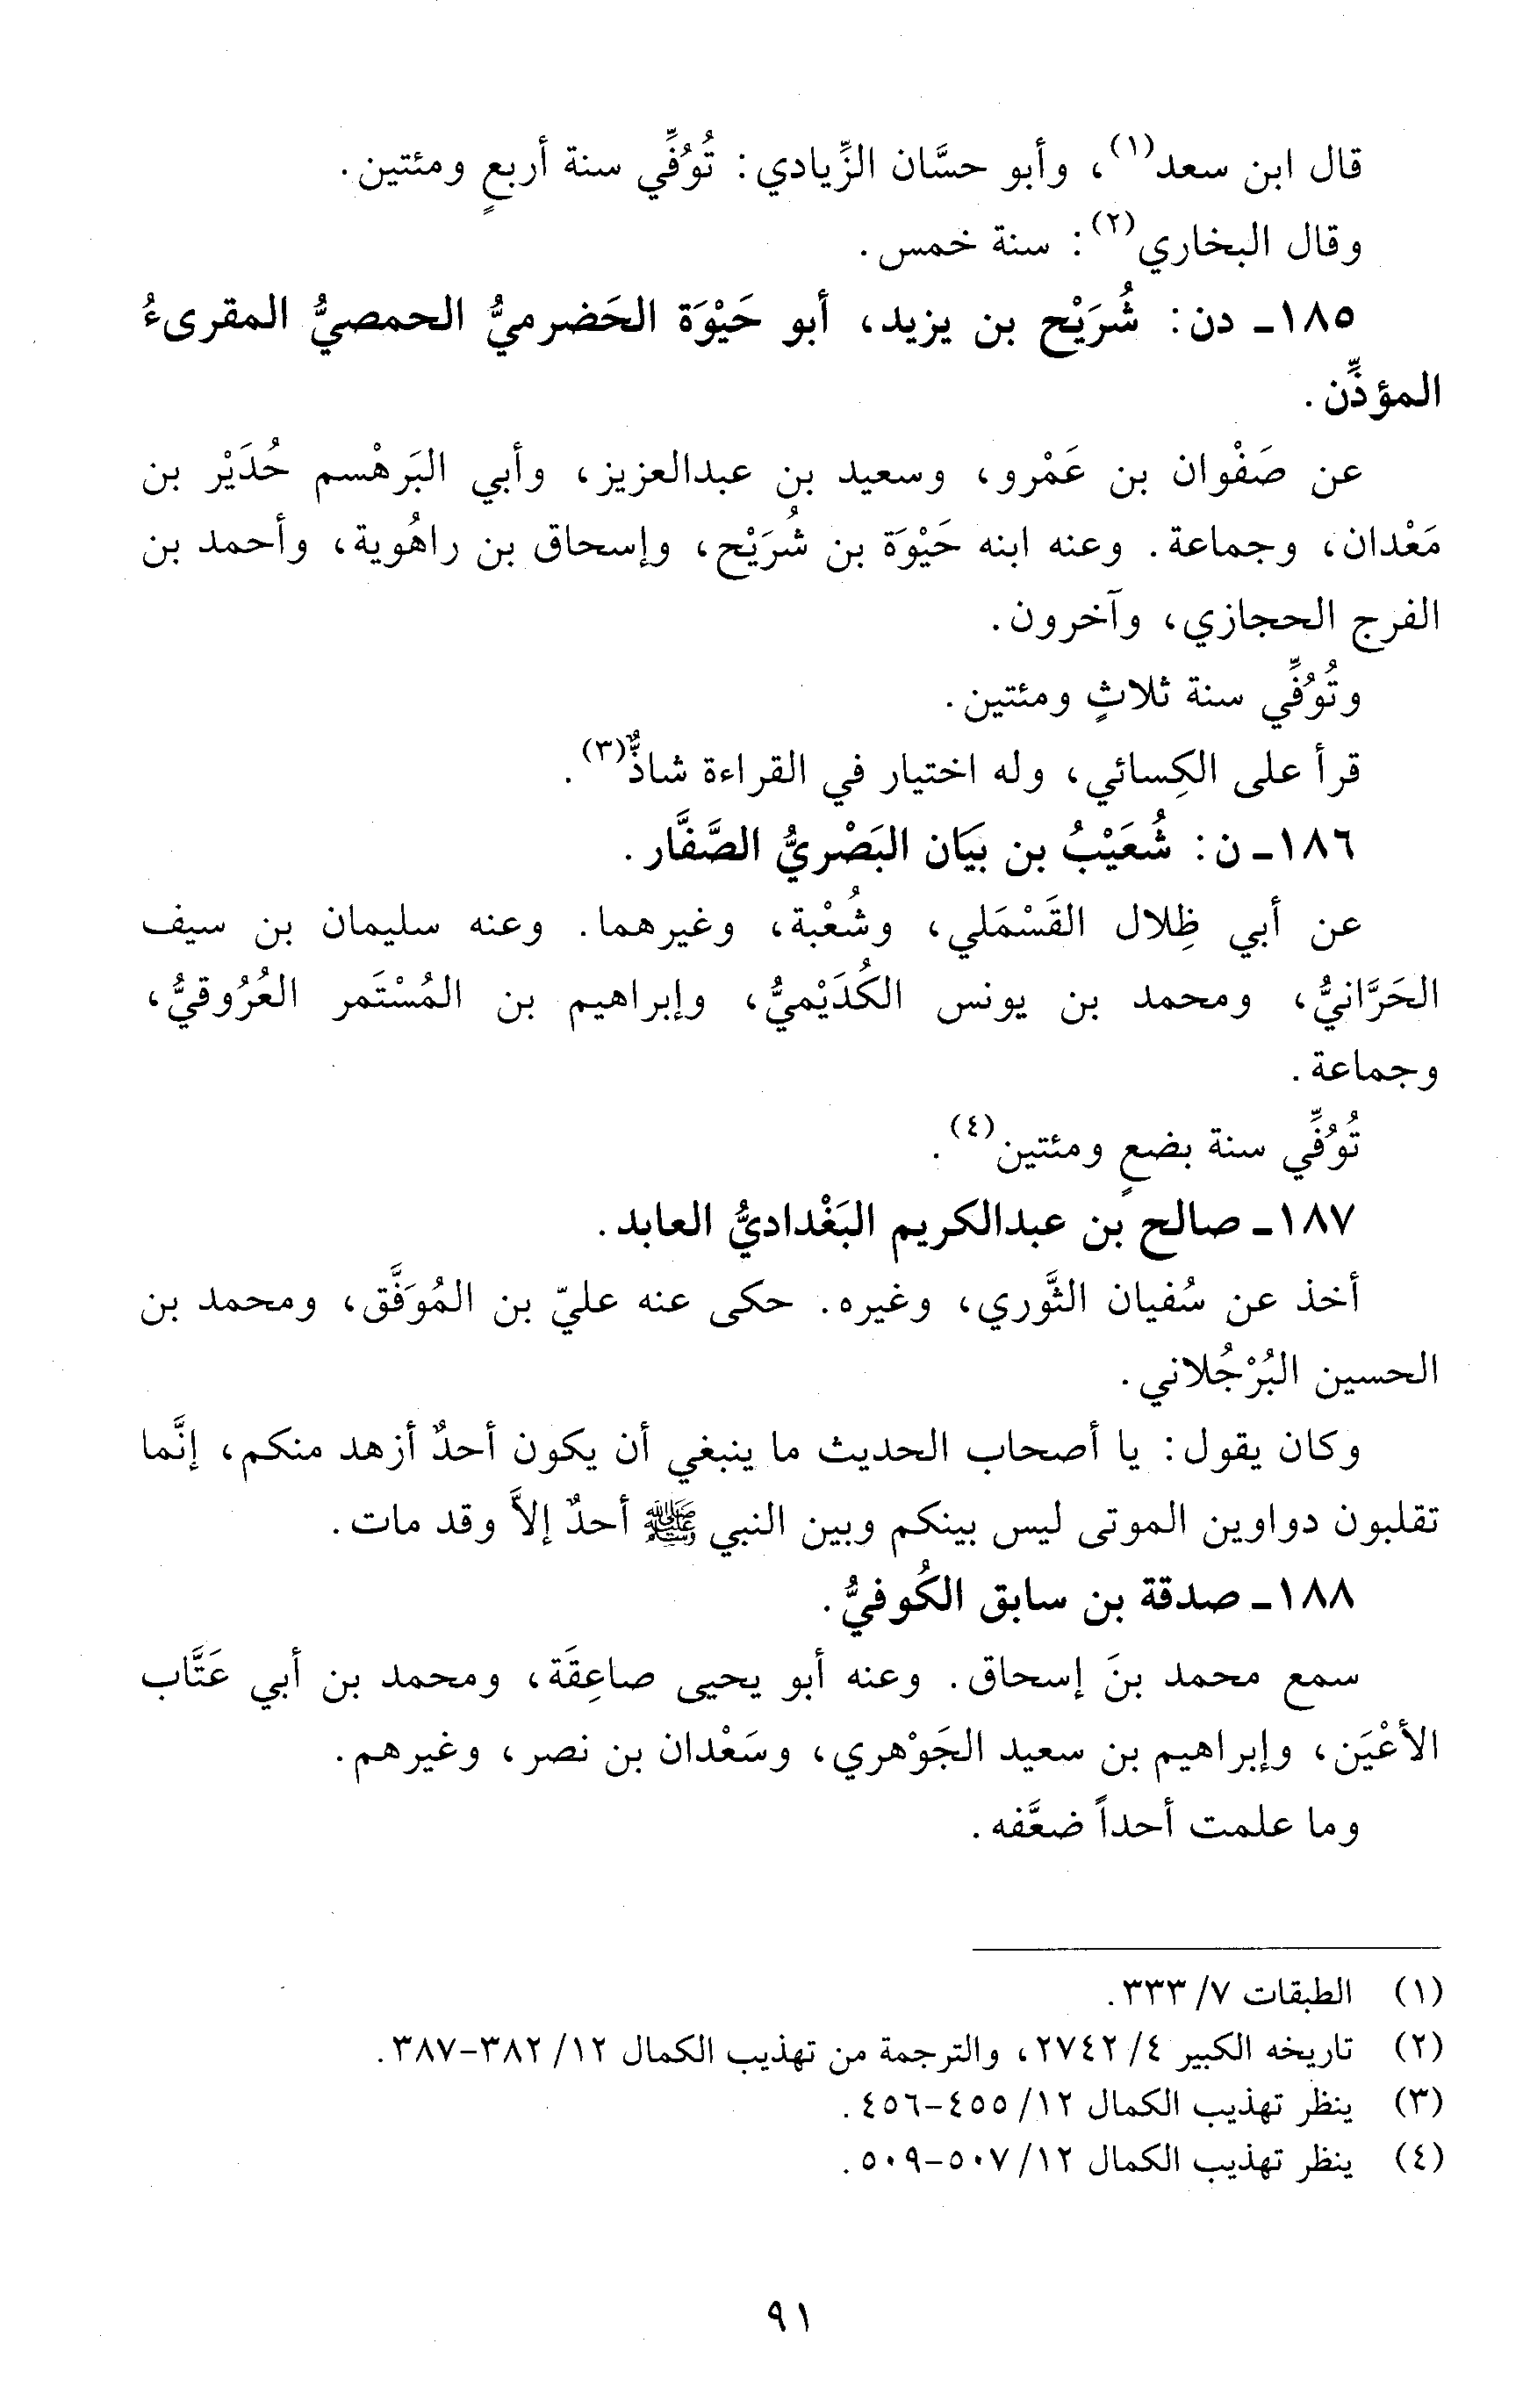 قال ابن سعد(١)، وأبو حسَّان الزِّيادي: تُوُفِّي سنة أربعٍ ومئتين.
وقال البخاري(٢): سنة خمس.
١٨٥ـ دن: شُرَيْح بن يزيد، أبو حَيْوَة الحَضرميُّ الحمصيُّ المقرىءُ
المؤذِّن.
عن صَفْوان بن عَمْرو، وسعيد بن عبدالعزيز، وأبي البَرهْسم حُدَيْر بن
مَعْدان، وجماعة. وعنه ابنه حَيْوَة بن شُرَيْح، وإسحاق بن راهُوية، وأحمد بن
الفرج الحجازي، وآخرون.
وتُوُفِّي سنة ثلاثٍ ومئتين.
قرأ على الكِسائي، وله اختيار في القراءة شاذٌّ(٣).
١٨٦ـ ن: شُعَيْبُ بن بَيَان البَصْريُّ الصَّفَّار.
عن أبي ظِلال القَسْمَلي، وشُعْبة، وغيرهما. وعنه سليمان بن سيف
الحَرَّانيُّ، ومحمد بن يونس الكُدَيْميُّ، وإبراهيم بن المُسْتَمر العُرُوقيُّ،
وجماعة.
تُوُفِّي سنة بضعٍ ومئتين(٤).
١٨٧ـ صالح بن عبدالكريم البَغْداديُّ العابد.
أخذ عن سُفيان الثَّوري، وغيره. حكى عنه عليّ بن المُوَفَّق، ومحمد بن
الحسين البُرْجُلاني.
وكان يقول: يا أصحاب الحديث ما ينبغي أن يكون أحدٌ أزهد منكم، إنَّما
تقلبون دواوين الموتى ليس بينكم وبين النبي ﷺ أحدٌ إلاَّ وقد مات.
١٨٨ـ صدقة بن سابق الكُوفيُّ.
سمع محمد بنَ إسحاق. وعنه أبو يحيى صاعِقَة، ومحمد بن أبي عَتَّاب
الأعْيَن، وإبراهيم بن سعيد الجَوْهري، وسَعْدان بن نصر، وغيرهم.
وما علمت أحداً ضعَّفه.
(١) الطبقات ٧/ ٣٣٣.
(٢) تاريخه الكبير ٤/ ٢٧٤٢، والترجمة من تهذيب الكمال ١٢/ ٣٨٢-٣٨٧.
(٣) ينظر تهذيب الكمال ١٢/ ٤٥٥-٤٥٦.
(٤) ينظر تهذيب الكمال ١٢/ ٥٠٧-٥٠٩.
٩١